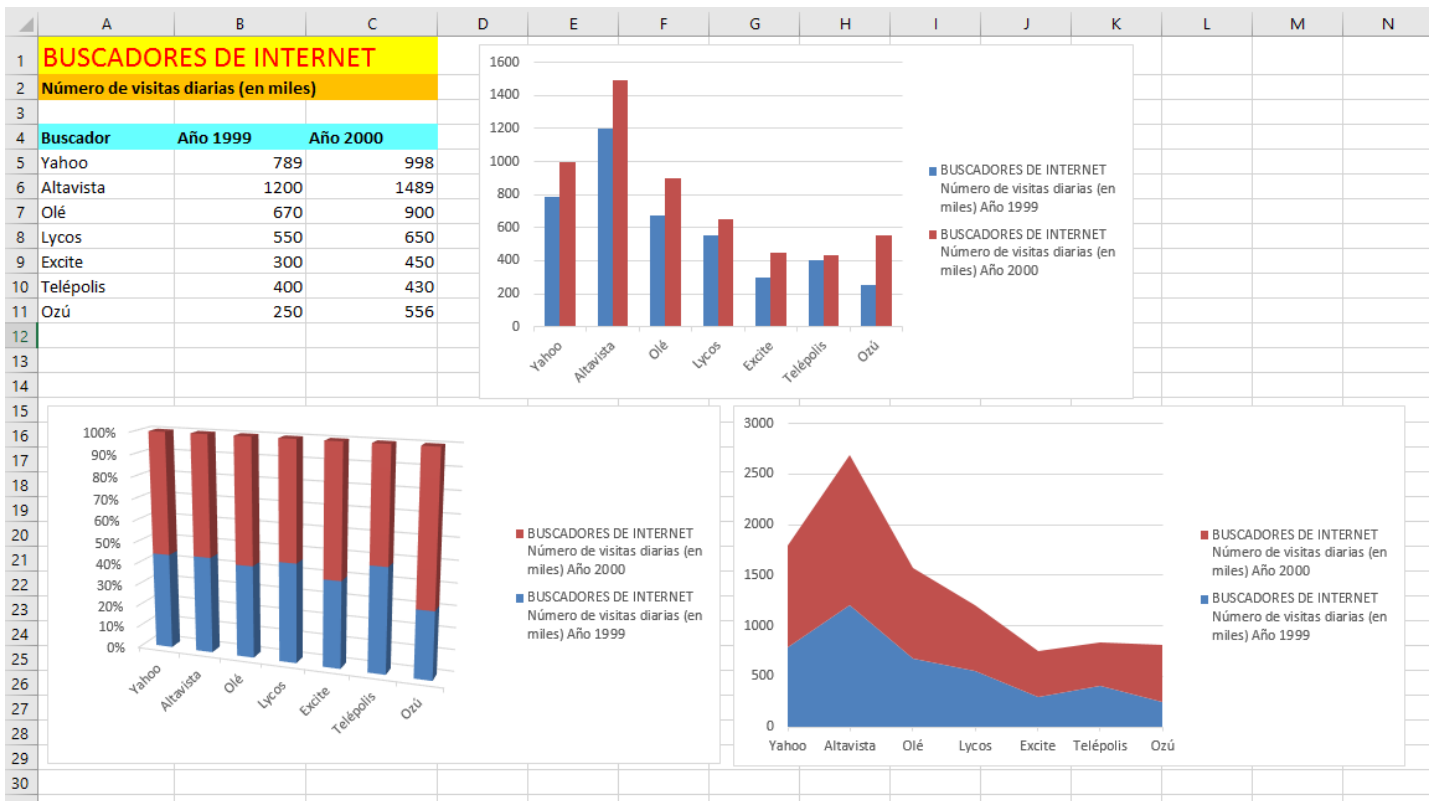 A B C D E F G H I J K L M N
1 BUSCADORES DE INTERNET
2 Número de visitas diarias (en miles)
3
4 Buscador Año 1999 Año 2000
5 Yahoo 789 998
6 Altavista 1200 1489
7 Olé 670 900
8 Lycos 550 650
9 Excite 300 450
10 Telépolis 400 430
11 Ozú 250 556
12
13
14
15
16
17
18
19
20
21
22
23
24
25
26
27
28
29
30
1600
1400
1200
1000
800
600
400
200
0
Yahoo Altavista Olé Lycos Excite Telépolis Ozú
BUSCADORES DE INTERNET
Número de visitas diarias (en
miles) Año 1999
BUSCADORES DE INTERNET
Número de visitas diarias (en
miles) Año 2000
100%
90%
80%
70%
60%
50%
40%
30%
20%
10%
0%
Yahoo Altavista Olé Lycos Excite Telépolis Ozú
BUSCADORES DE INTERNET
Número de visitas diarias (en
miles) Año 2000
BUSCADORES DE INTERNET
Número de visitas diarias (en
miles) Año 1999
3000
2500
2000
1500
1000
500
0
Yahoo Altavista Olé Lycos Excite Telépolis Ozú
BUSCADORES DE INTERNET
Número de visitas diarias (en
miles) Año 2000
BUSCADORES DE INTERNET
Número de visitas diarias (en
miles) Año 1999